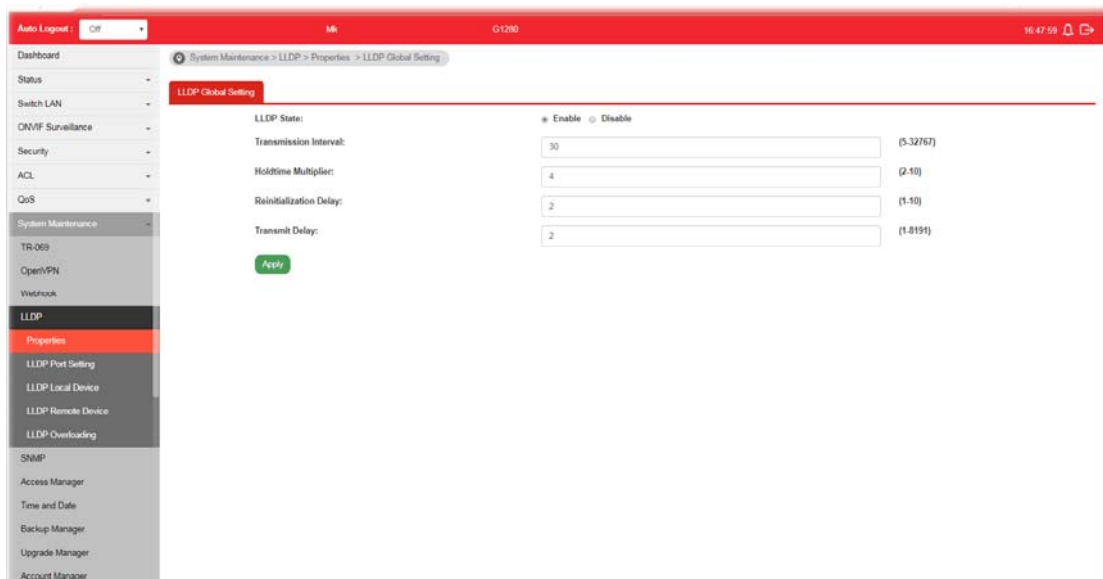 Auto Logout : Off Mk G1280 16:47:59
Dashboard
Status
Switch LAN
ONVIF Surveillance
Security
ACL
QoS
System Maintenance
TR-069
OpenVPN
Webhook
LLDP
Properties
LLDP Port Setting
LLDP Local Device
LLDP Remote Device
LLDP Overloading
SNMP
Access Manager
Time and Date
Backup Manager
Upgrade Manager
Account Manager
System Maintenance > LLDP > Properties > LLDP Global Setting
LLDP Global Setting
LLDP State: Enable Disable
Transmission Interval: 30 (5-32767)
Holdtime Multiplier: 4 (2-10)
Reinitialization Delay: 2 (1-10)
Transmit Delay: 2 (1-8191)
Apply